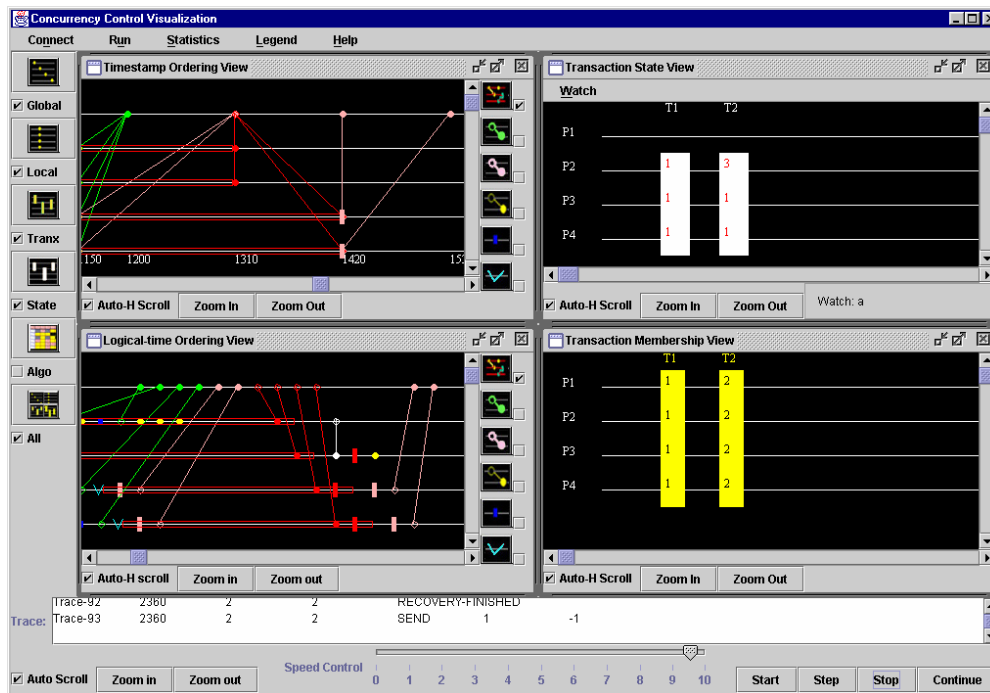 Concurrency Control Visualization
Connect Run Statistics Legend Help
Global
Local
Tranx
State
Algo
All
Timestamp Ordering View
1200 1310 1420
Auto-H Scroll Zoom In Zoom Out
Transaction State View
Watch
T1 T2
P1
P2 1 3
P3 1 1
P4 1 1
Auto-H Scroll Zoom In Zoom Out Watch: a
Logical-time Ordering View
Auto-H scroll Zoom in Zoom out
Transaction Membership View
T1 T2
P1 1 2
P2 1 2
P3 1 2
P4 1 2
Auto-H Scroll Zoom In Zoom Out
Trace:
Trace-92 2360 2 2 RECOVERY-FINISHED
Trace-93 2360 2 2 SEND 1 -1
Auto Scroll Zoom in Zoom out
Speed Control
0 1 2 3 4 5 6 7 8 9 10
Start Step Stop Continue